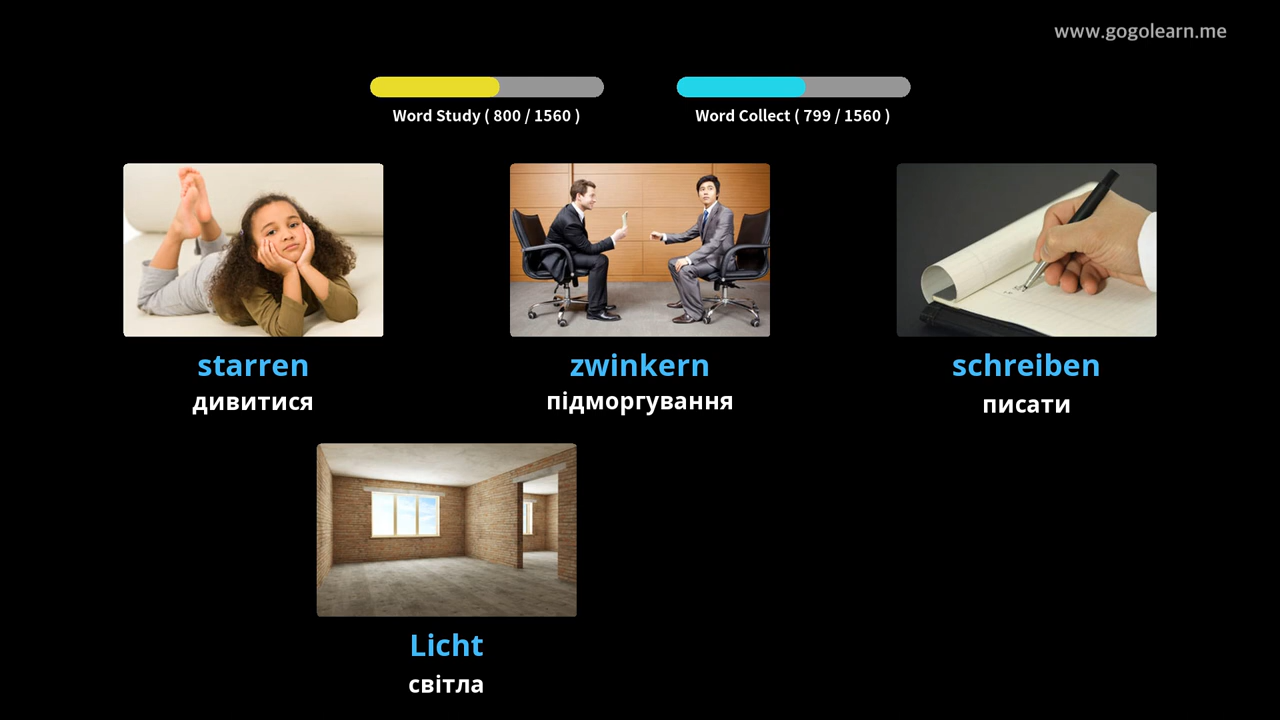 www.gogolearn.me
Word Study ( 800 / 1560 )
Word Collect ( 799 / 1560 )
starren
дивитися
zwinkern
підморгування
schreiben
писати
Licht
світла